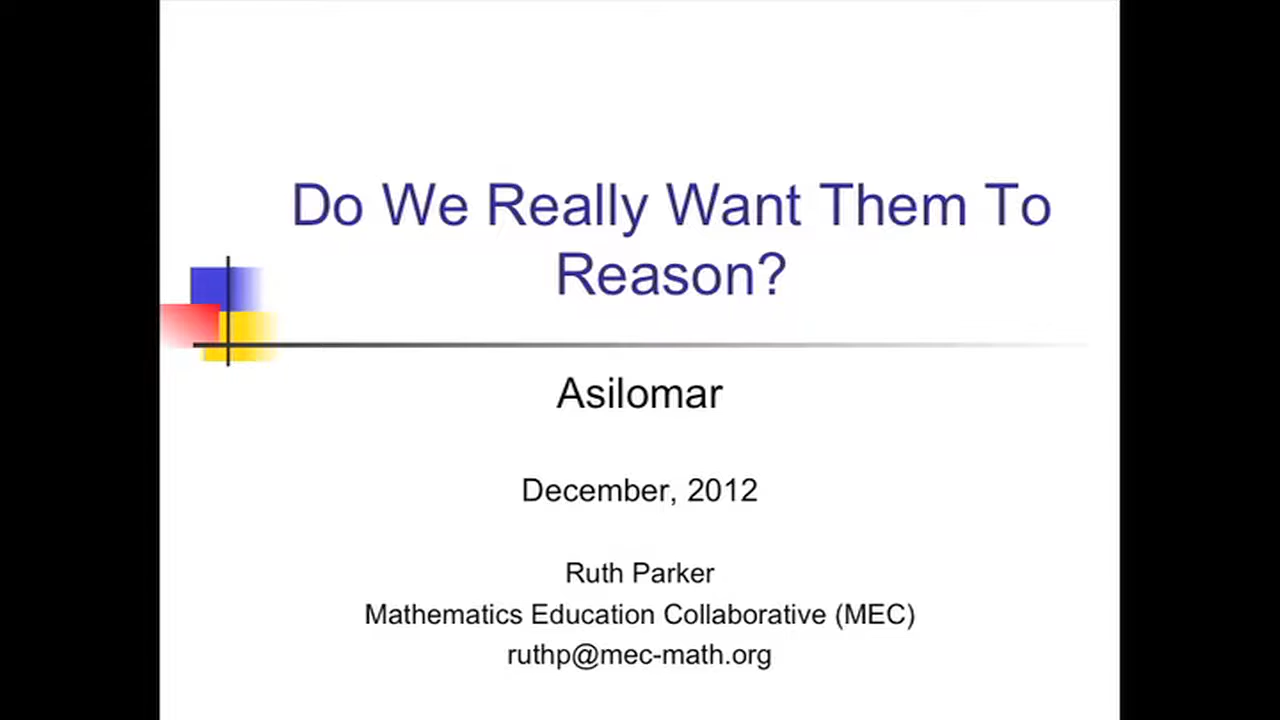 Do We Really Want Them To
Reason?
Asilomar
December, 2012
Ruth Parker
Mathematics Education Collaborative (MEC)
ruthp@mec-math.org